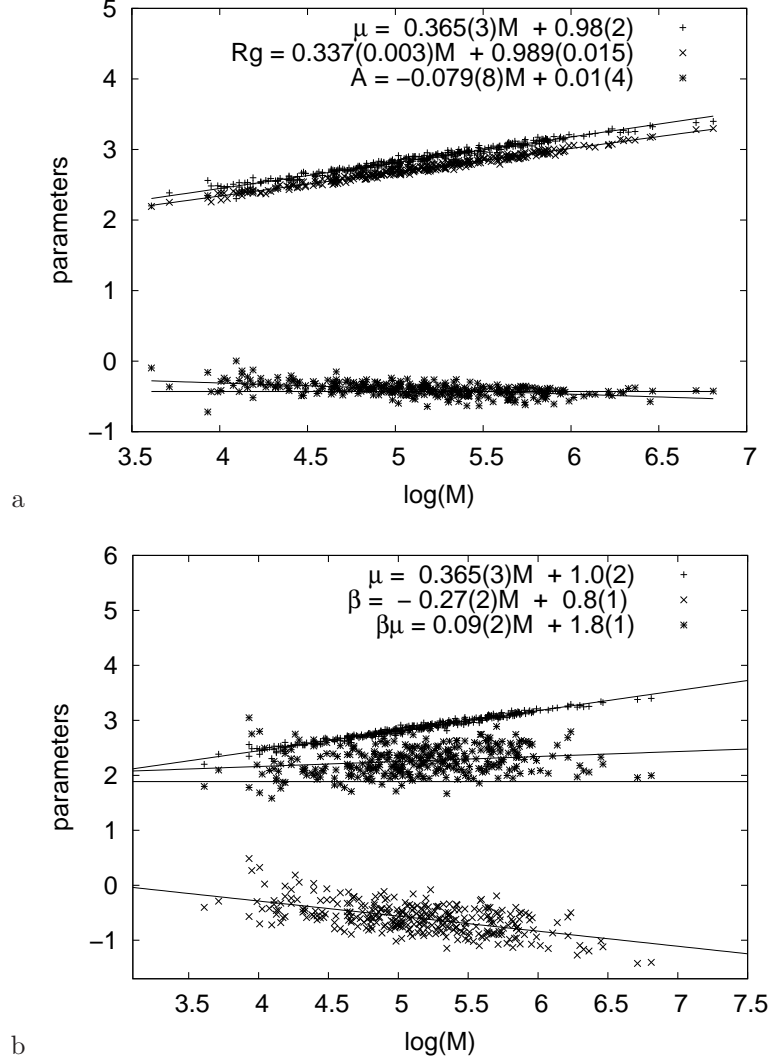 5
4
3
2
1
0
−1
3.5 4 4.5 5 5.5 6 6.5 7
parameters
log(M)
μ = 0.365(3)M + 0.98(2)
Rg = 0.337(0.003)M + 0.989(0.015)
A = −0.079(8)M + 0.01(4)
a
6
5
4
3
2
1
0
−1
3.5 4 4.5 5 5.5 6 6.5 7 7.5
parameters
log(M)
μ = 0.365(3)M + 1.0(2)
β = − 0.27(2)M + 0.8(1)
βμ = 0.09(2)M + 1.8(1)
b